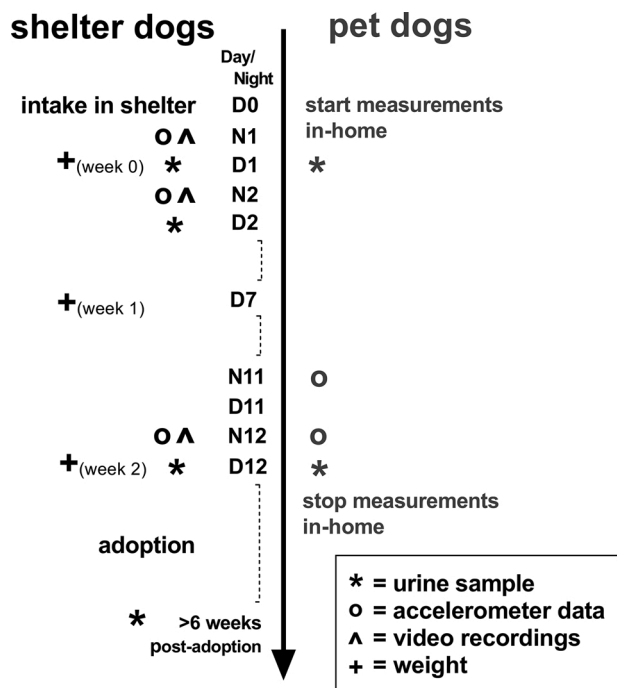 shelter dogs pet dogs
Day/
Night
intake in shelter D0 start measurements
in-home
o ʌ N1
+(week 0) * D1 *
o ʌ N2
* D2
+(week 1) D7
N11 o
D11
o ʌ N12 o
+(week 2) * D12 *
stop measurements
in-home
adoption
* >6 weeks
post-adoption
* = urine sample
o = accelerometer data
ʌ = video recordings
+ = weight